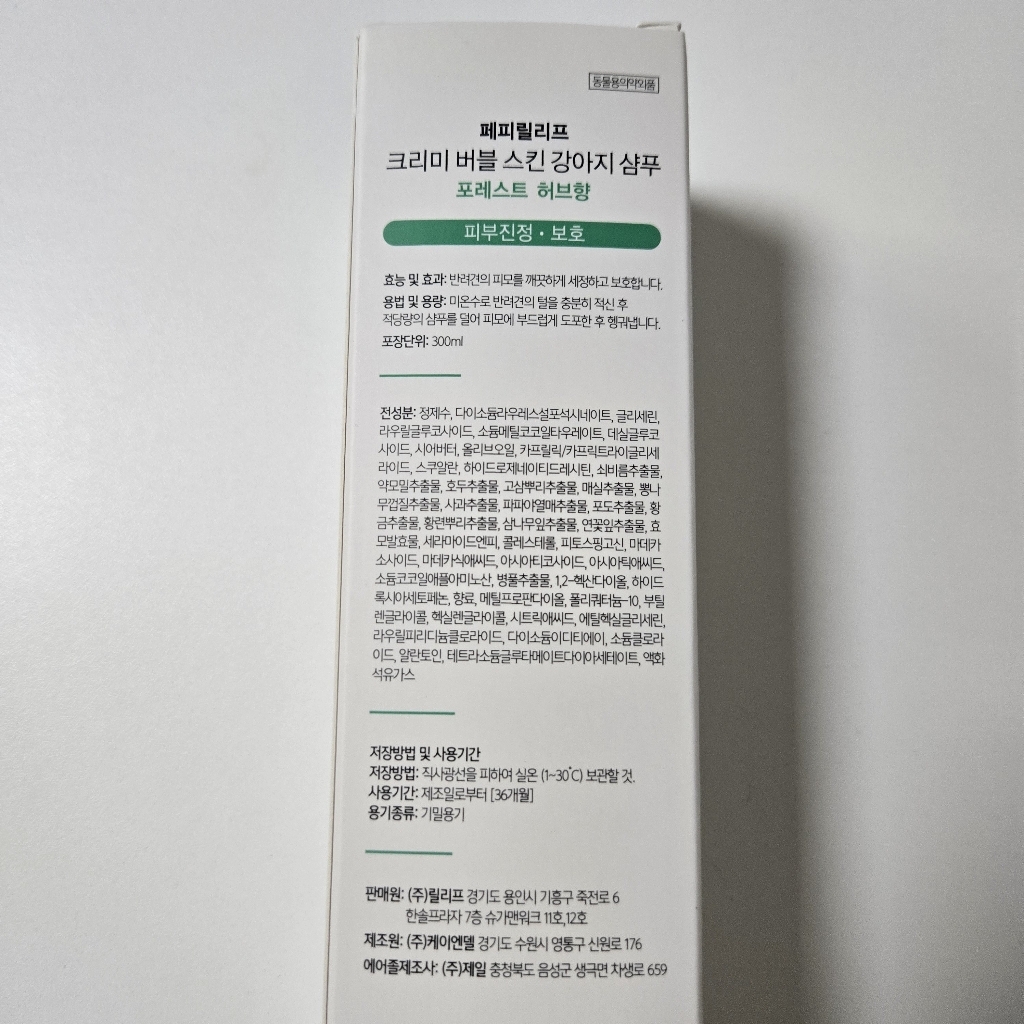 동물용의약외품
페피릴리프
크리미 버블 스킨 강아지 샴푸
포레스트 허브향
피부진정 · 보호
효능 및 효과: 반려견의 피모를 깨끗하게 세정하고 보호합니다.
용법 및 용량: 미온수로 반려견의 털을 충분히 적신 후
적당량의 샴푸를 덜어 피모에 부드럽게 도포한 후 헹궈냅니다.
포장단위: 300ml
전성분: 정제수, 다이소듐라우레스설포석시네이트, 글리세린,
라우릴글루코사이드, 소듐메틸코코일타우레이트, 데실글루코
사이드, 시어버터, 올리브오일, 카프릴릭/카프릭트라이글리세
라이드, 스쿠알란, 하이드로제네이티드레시틴, 쇠비름추출물,
약모밀추출물, 호두추출물, 고삼뿌리추출물, 매실추출물, 뽕나
무껍질추출물, 사과추출물, 파파야열매추출물, 포도추출물, 황
금추출물, 황련뿌리추출물, 삼나무잎추출물, 연꽃잎추출물, 효
모발효물, 세라마이드엔피, 콜레스테롤, 피토스핑고신, 마데카
소사이드, 마데카식애씨드, 아시아티코사이드, 아시아틱애씨드,
소듐코코일애플아미노산, 병풀추출물, 1,2-헥산다이올, 하이드
록시아세토페논, 향료, 메틸프로판다이올, 폴리쿼터늄-10, 부틸
렌글라이콜, 헥실렌글라이콜, 시트릭애씨드, 에틸헥실글리세린,
라우릴피리디늄클로라이드, 다이소듐이디티에이, 소듐클로라
이드, 알란토인, 테트라소듐글루타메이트다이아세테이트, 액화
석유가스
저장방법 및 사용기간
저장방법: 직사광선을 피하여 실온 (1~30℃) 보관할 것.
사용기간: 제조일로부터 [36개월]
용기종류: 기밀용기
판매원: (주)릴리프 경기도 용인시 기흥구 죽전로 6
한솔프라자 7층 슈가맨워크 11호,12호
제조원: (주)케이엔델 경기도 수원시 영통구 신원로 176
에어졸제조사: (주)제일 충청북도 음성군 생극면 차생로 659